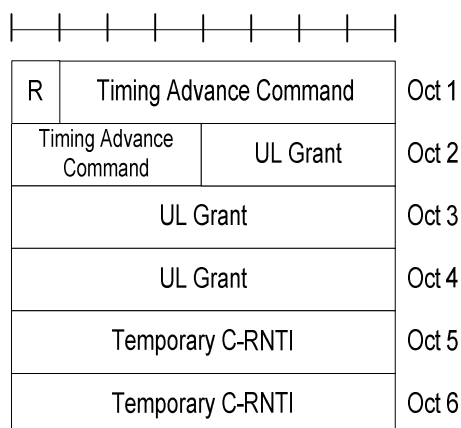 R Timing Advance Command Oct 1
Timing Advance
Command UL Grant Oct 2
UL Grant Oct 3
UL Grant Oct 4
Temporary C-RNTI Oct 5
Temporary C-RNTI Oct 6